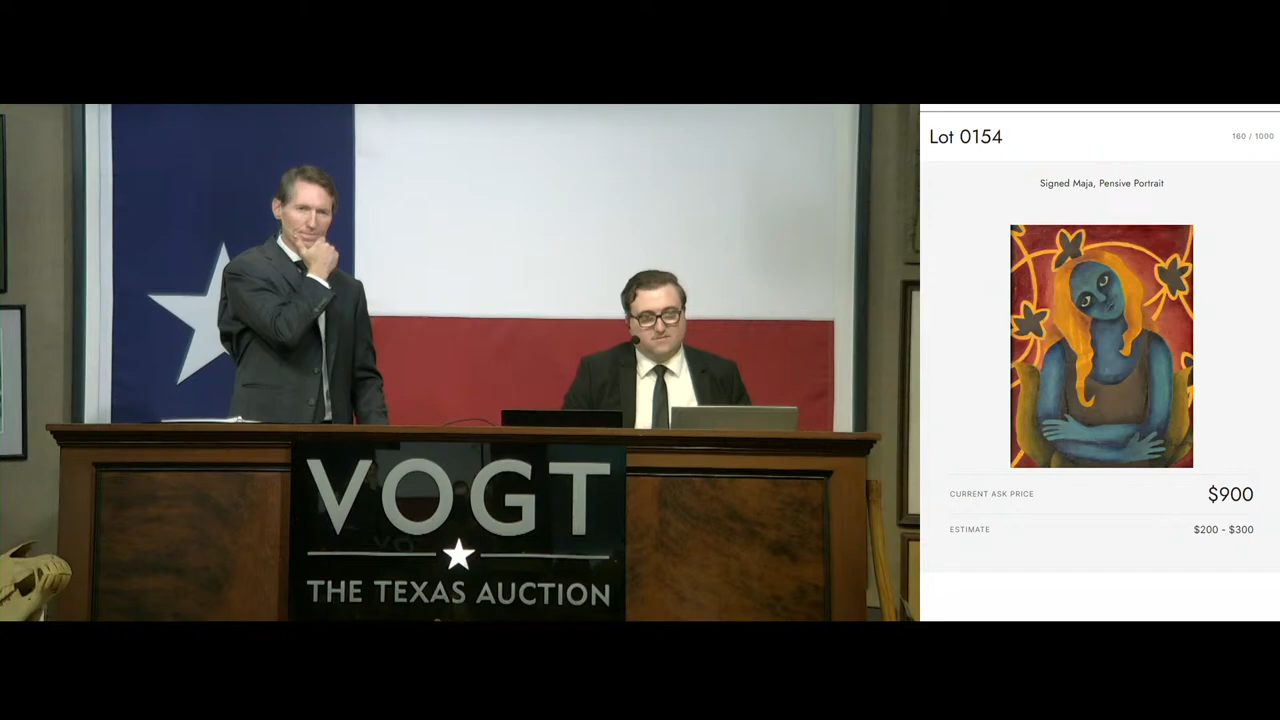 VOGT
THE TEXAS AUCTION
Lot 0154
160 / 1000
Signed Maja, Pensive Portrait
CURRENT ASK PRICE
$900
ESTIMATE
$200 - $300